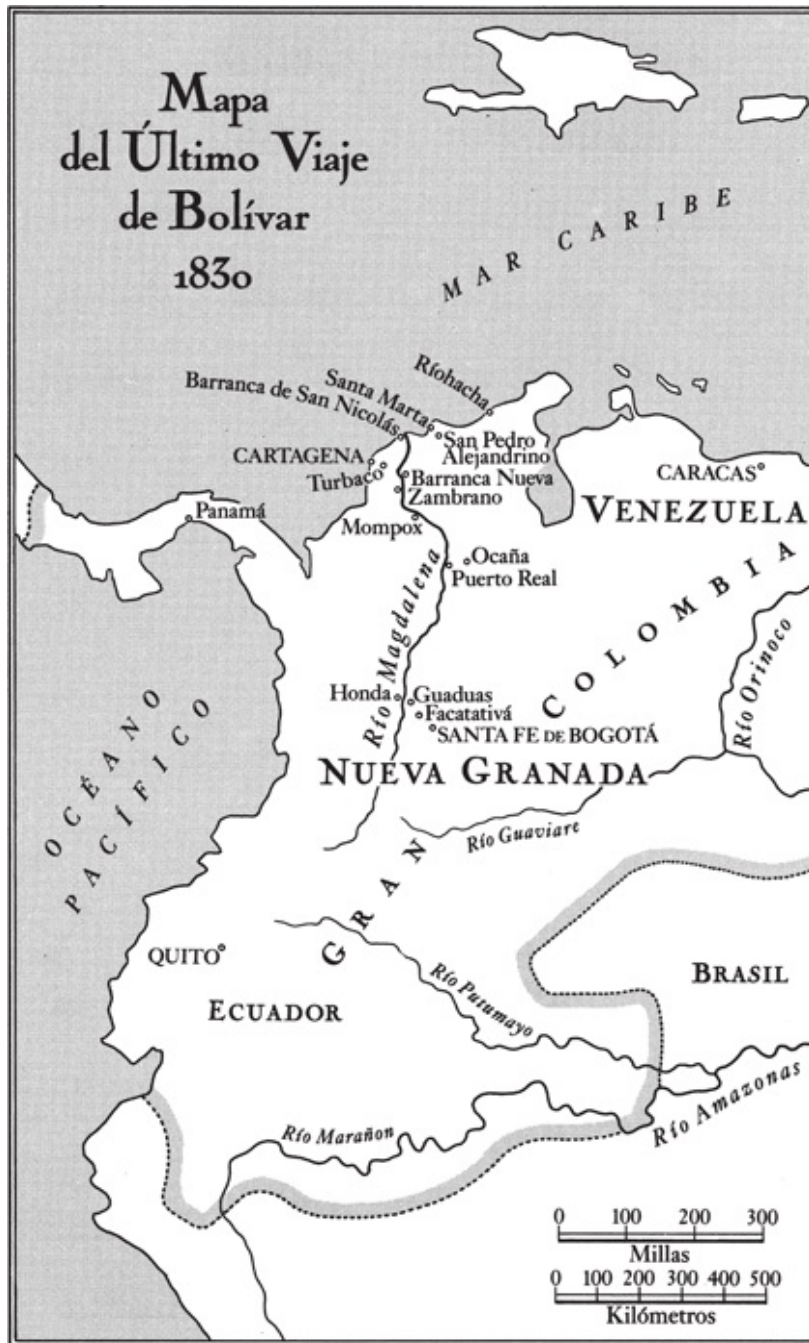 Mapa
del Último Viaje
de Bolívar
1830
MAR CARIBE
Ríohacha
Santa Marta
Barranca de San Nicolás
San Pedro
Alejandrino
CARTAGENA
Turbaco
Barranca Nueva
Zambrano
CARACAS
VENEZUELA
Panamá
Mompox
Ocaña
Puerto Real
Río Magdalena
GRAN COLOMBIA
Río Orinoco
Honda
Guaduas
Facatativá
SANTA FE DE BOGOTÁ
NUEVA GRANADA
OCÉANO
PACÍFICO
Río Guaviare
QUITO
ECUADOR
Río Putumayo
BRASIL
Río Marañon
Río Amazonas
0 100 200 300
Millas
0 100 200 300 400 500
Kilómetros